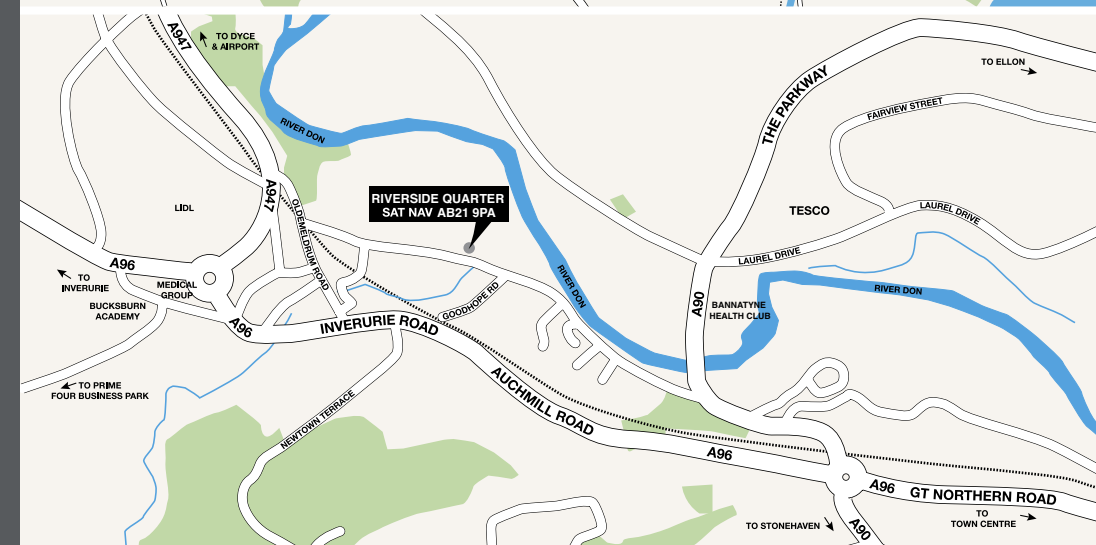 A947
TO DYCE
& AIRPORT
TO ELLON
THE PARKWAY
FAIRVIEW STREET
RIVER DON
A947
LIDL
OLDEMELDRUM ROAD
RIVERSIDE QUARTER
SAT NAV AB21 9PA
TESCO
LAUREL DRIVE
LAUREL DRIVE
A96
TO
INVERURIE
MEDICAL
GROUP
BUCKSBURN
ACADEMY
A96
INVERURIE ROAD
GOODHOPE RD
RIVER DON
A90
BANNATYNE
HEALTH CLUB
RIVER DON
TO PRIME
FOUR BUSINESS PARK
NEWTOWN TERRACE
AUCHMILL ROAD
A96
A96
GT NORTHERN ROAD
TO
TOWN CENTRE
TO STONEHAVEN
A90